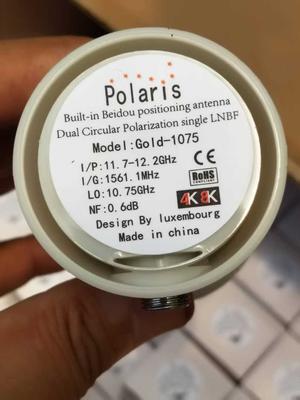 Polaris
Built-in Beidou positioning antenna
Dual Circular Polarization single LNBF
Model:Gold-1075
I/P:11.7-12.2GHz
I/G:1561.1MHz
LO:10.75GHz
NF:0.6dB
CE
RoHS
COMPLIANT
4K 8K
Design By luxembourg
Made in china